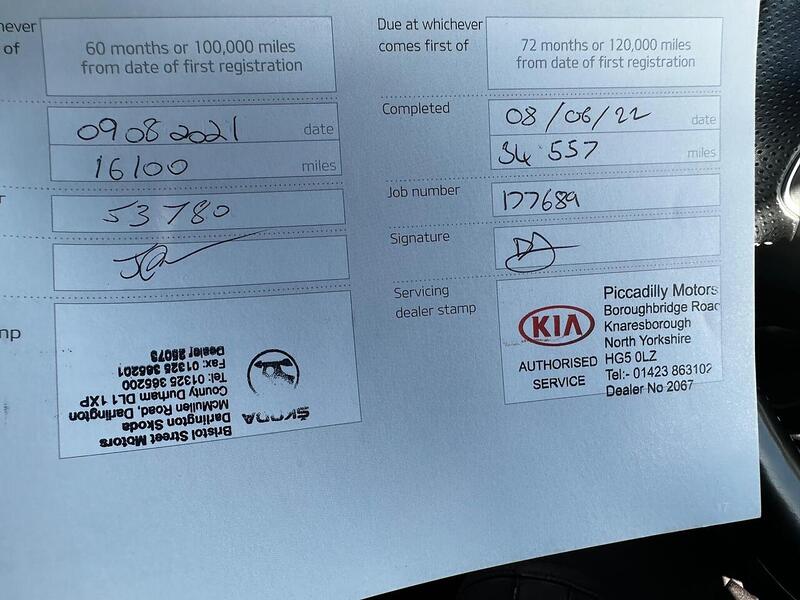 never
of
60 months or 100,000 miles
from date of first registration
09 08 2021 date
16100 miles
r
53780
mp
Bristol Street Motors
Darlington Skoda
McMullen Road, Darlington
County Durham DL1 1XP
Tel: 01325 365200
Fax: 01325 365201
Dealer 25073
ŠKODA
Due at whichever
comes first of
72 months or 120,000 miles
from date of first registration
Completed
08/06/22 date
34 557 miles
Job number
177689
Signature
Servicing
dealer stamp
KIA
AUTHORISED
SERVICE
Piccadilly Motors
Boroughbridge Road
Knaresborough
North Yorkshire
HG5 0LZ
Tel:- 01423 863102
Dealer No 2067
17